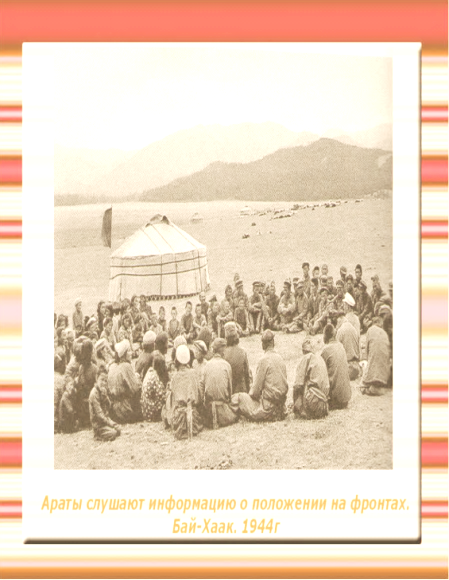 Араты слушают информацию о положении на фронтах.
Бай-Хаак. 1944г